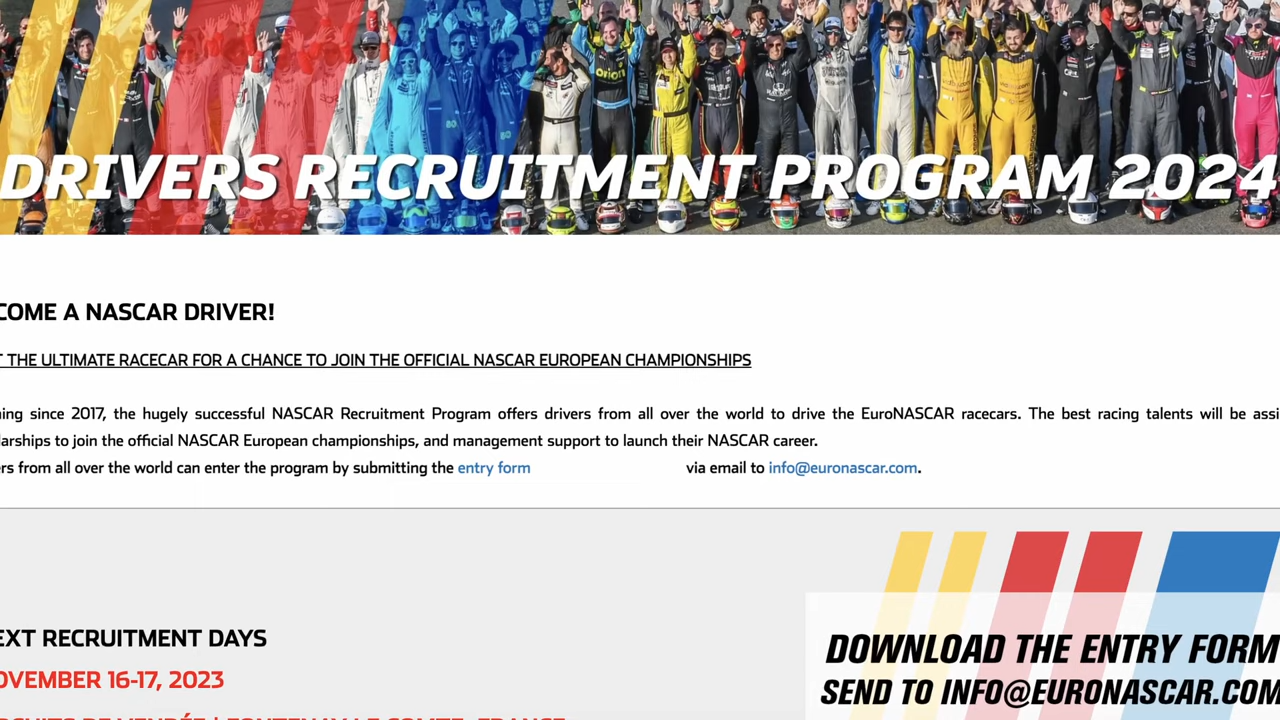 DRIVERS RECRUITMENT PROGRAM 2024
COME A NASCAR DRIVER!
T THE ULTIMATE RACECAR FOR A CHANCE TO JOIN THE OFFICIAL NASCAR EUROPEAN CHAMPIONSHIPS
ning since 2017, the hugely successful NASCAR Recruitment Program offers drivers from all over the world to drive the EuroNASCAR racecars. The best racing talents will be assi
larships to join the official NASCAR European championships, and management support to launch their NASCAR career.
ers from all over the world can enter the program by submitting the entry form via email to info@euronascar.com.
EXT RECRUITMENT DAYS
OVEMBER 16-17, 2023
DOWNLOAD THE ENTRY FORM
SEND TO INFO@EURONASCAR.COM